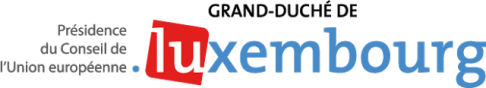 GRAND-DUCHÉ DE
Présidence
du Conseil de
l'Union européenne
.luxembourg